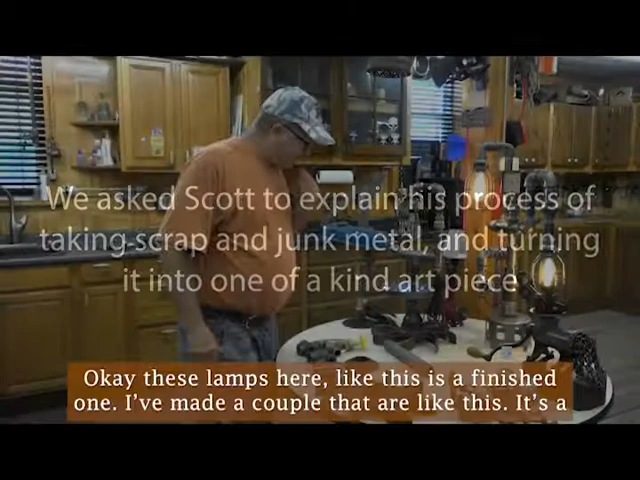 We asked Scott to explain his process of
taking scrap and junk metal, and turning
it into one of a kind art piece
Okay these lamps here, like this is a finished
one. I've made a couple that are like this. It's a